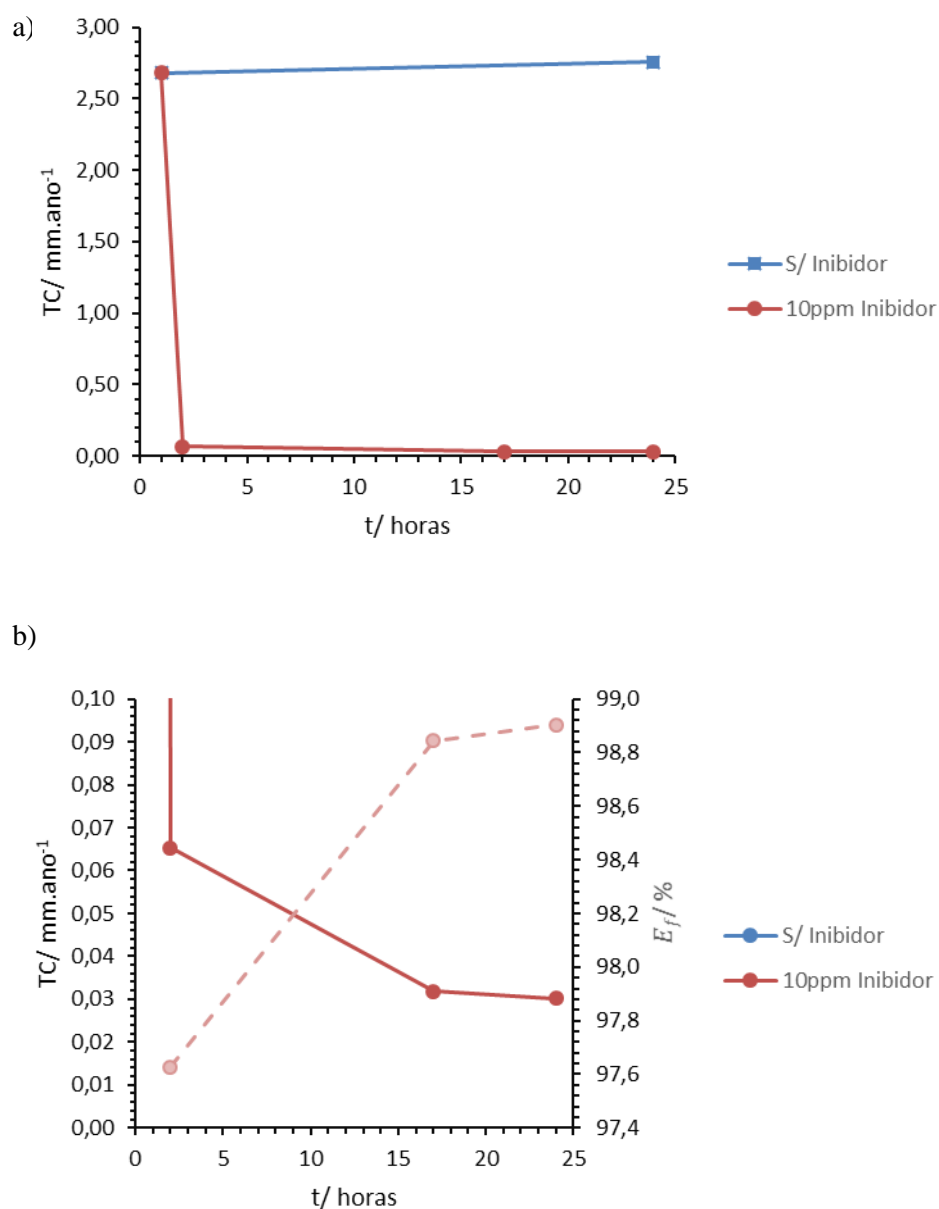 a)
3,00
2,50
2,00
1,50
1,00
0,50
0,00
TC/ mm.ano⁻¹
0 5 10 15 20 25
t/ horas
S/ Inibidor
10ppm Inibidor
b)
0,10
0,09
0,08
0,07
0,06
0,05
0,04
0,03
0,02
0,01
0,00
TC/ mm.ano⁻¹
0 5 10 15 20 25
t/ horas
99,0
98,8
98,6
98,4
98,2
98,0
97,8
97,6
97,4
E_f / %
S/ Inibidor
10ppm Inibidor